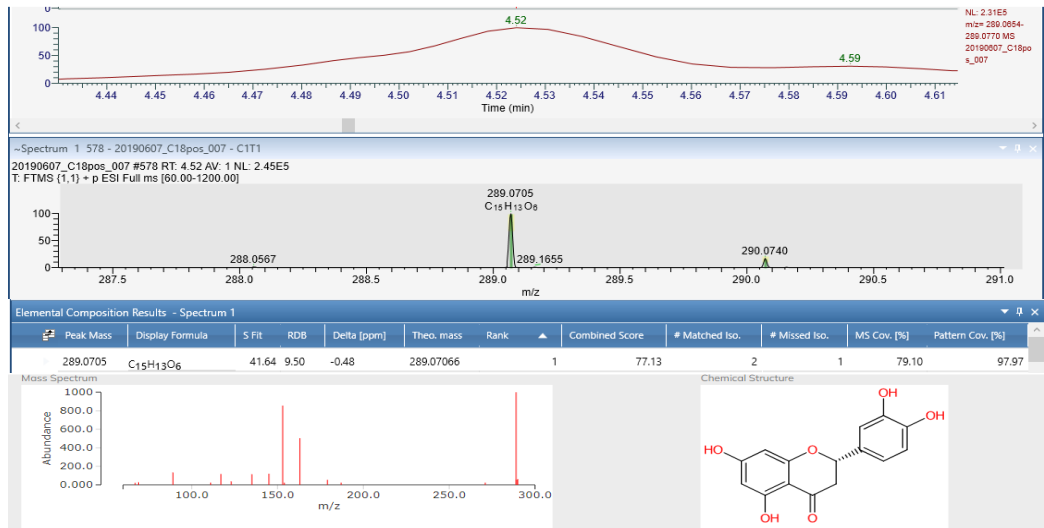 NL: 2.31E5
m/z= 289.0654-
289.0770 MS
20190607_C18po
s_007
4.52
4.59
100
50
0
4.44 4.45 4.46 4.47 4.48 4.49 4.50 4.51 4.52 4.53 4.54 4.55 4.56 4.57 4.58 4.59 4.60 4.61
Time (min)
~Spectrum 1 578 - 20190607_C18pos_007 - C1T1
20190607_C18pos_007 #578 RT: 4.52 AV: 1 NL: 2.45E5
T: FTMS {1,1} + p ESI Full ms [60.00-1200.00]
289.0705
C15H13O6
100
50
0
288.0567
289.1655
290.0740
287.5 288.0 288.5 289.0 289.5 290.0 290.5 291.0
m/z
Elemental Composition Results - Spectrum 1
Peak Mass Display Formula S Fit RDB Delta [ppm] Theo. mass Rank Combined Score # Matched Iso. # Missed Iso. MS Cov. [%] Pattern Cov. [%]
289.0705 C15H13O6 41.64 9.50 -0.48 289.07066 1 77.13 2 1 79.10 97.97
Mass Spectrum
Chemical Structure
1000
800.0
600.0
400.0
200.0
0.000
Abundance
100.0 150.0 200.0 250.0 300.0
m/z
OH
OH
HO
O
OH
O